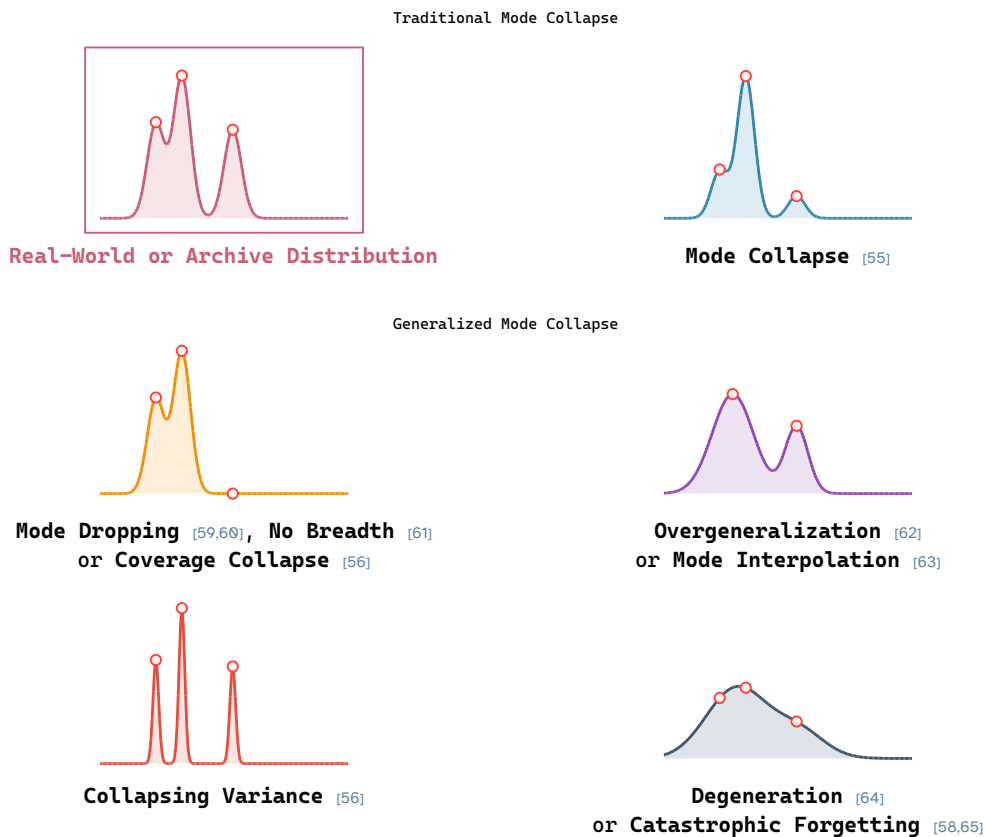 Traditional Mode Collapse
Real-World or Archive Distribution
Mode Collapse [55]
Generalized Mode Collapse
Mode Dropping [59,60], No Breadth [61]
or Coverage Collapse [56]
Overgeneralization [62]
or Mode Interpolation [63]
Collapsing Variance [56]
Degeneration [64]
or Catastrophic Forgetting [58,65]